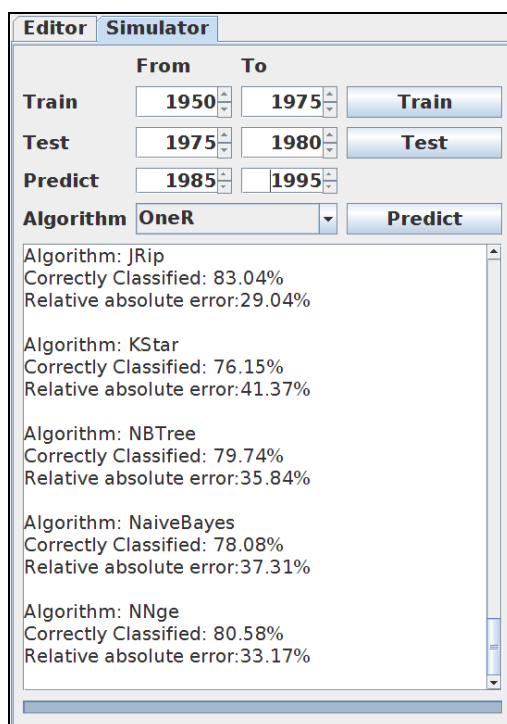 Editor Simulator
From To
Train 1950 1975 Train
Test 1975 1980 Test
Predict 1985 1995
Algorithm OneR Predict
Algorithm: JRip
Correctly Classified: 83.04%
Relative absolute error:29.04%
Algorithm: KStar
Correctly Classified: 76.15%
Relative absolute error:41.37%
Algorithm: NBTree
Correctly Classified: 79.74%
Relative absolute error:35.84%
Algorithm: NaiveBayes
Correctly Classified: 78.08%
Relative absolute error:37.31%
Algorithm: NNge
Correctly Classified: 80.58%
Relative absolute error:33.17%